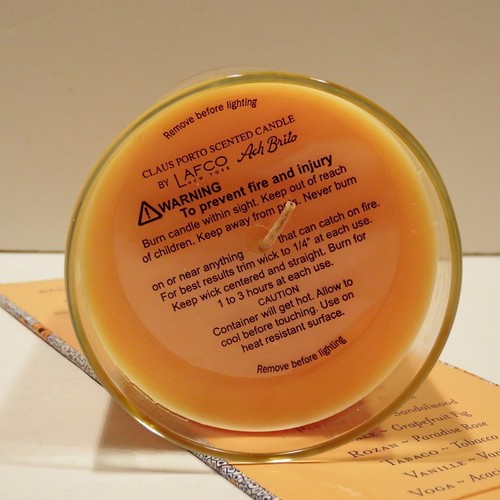 Remove before lighting
CLAUS PORTO SCENTED CANDLE
BY LAFCO NEW YORK Ach Brito
WARNING
To prevent fire and injury
Burn candle within sight. Keep out of reach
of children. Keep away from Never burn
on or near anything that can catch on fire.
For best results trim wick to 1/4" at each use.
Keep wick centered and straight. Burn for
1 to 3 hours at each use.
CAUTION
Container will get hot. Allow to
cool before touching. Use on
heat resistant surface.
Remove before lighting
Sandalwood
~ Grapefruit Fig
ROZAN ~ Paradise Rose
TABACO ~ Tobacco
VANILLE ~
VOGA ~